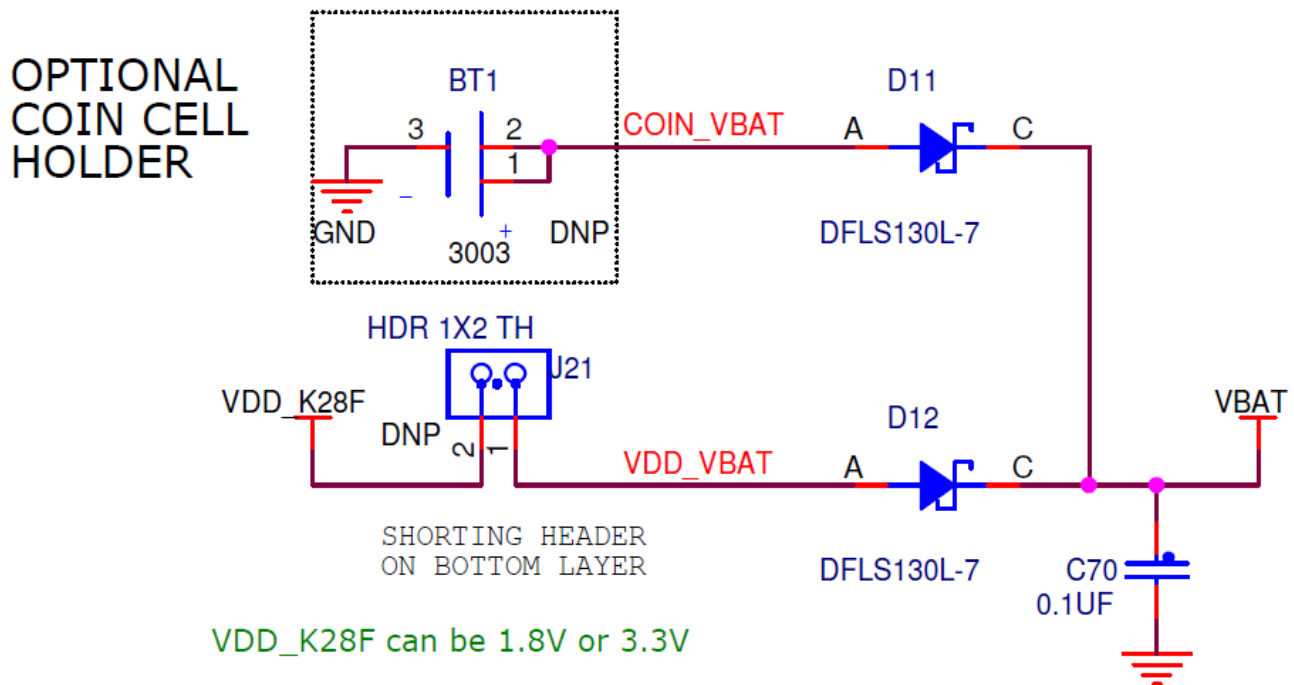 OPTIONAL
COIN CELL
HOLDER
BT1
3
2
1
-
+
GND
3003
DNP
COIN_VBAT
D11
A
C
DFLS130L-7
HDR 1X2 TH
J21
VDD_K28F
DNP
2
1
VDD_VBAT
D12
A
C
DFLS130L-7
VBAT
SHORTING HEADER
ON BOTTOM LAYER
C70
0.1UF
VDD_K28F can be 1.8V or 3.3V